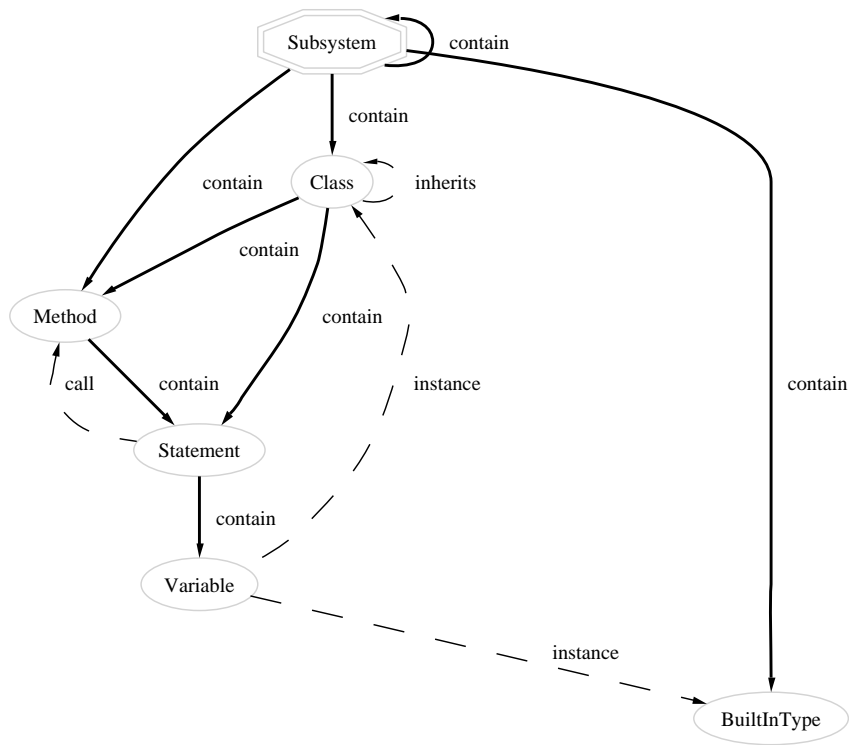 Subsystem
contain
contain
contain
Class
inherits
contain
Method
contain
call
contain
instance
contain
Statement
contain
Variable
instance
BuiltInType